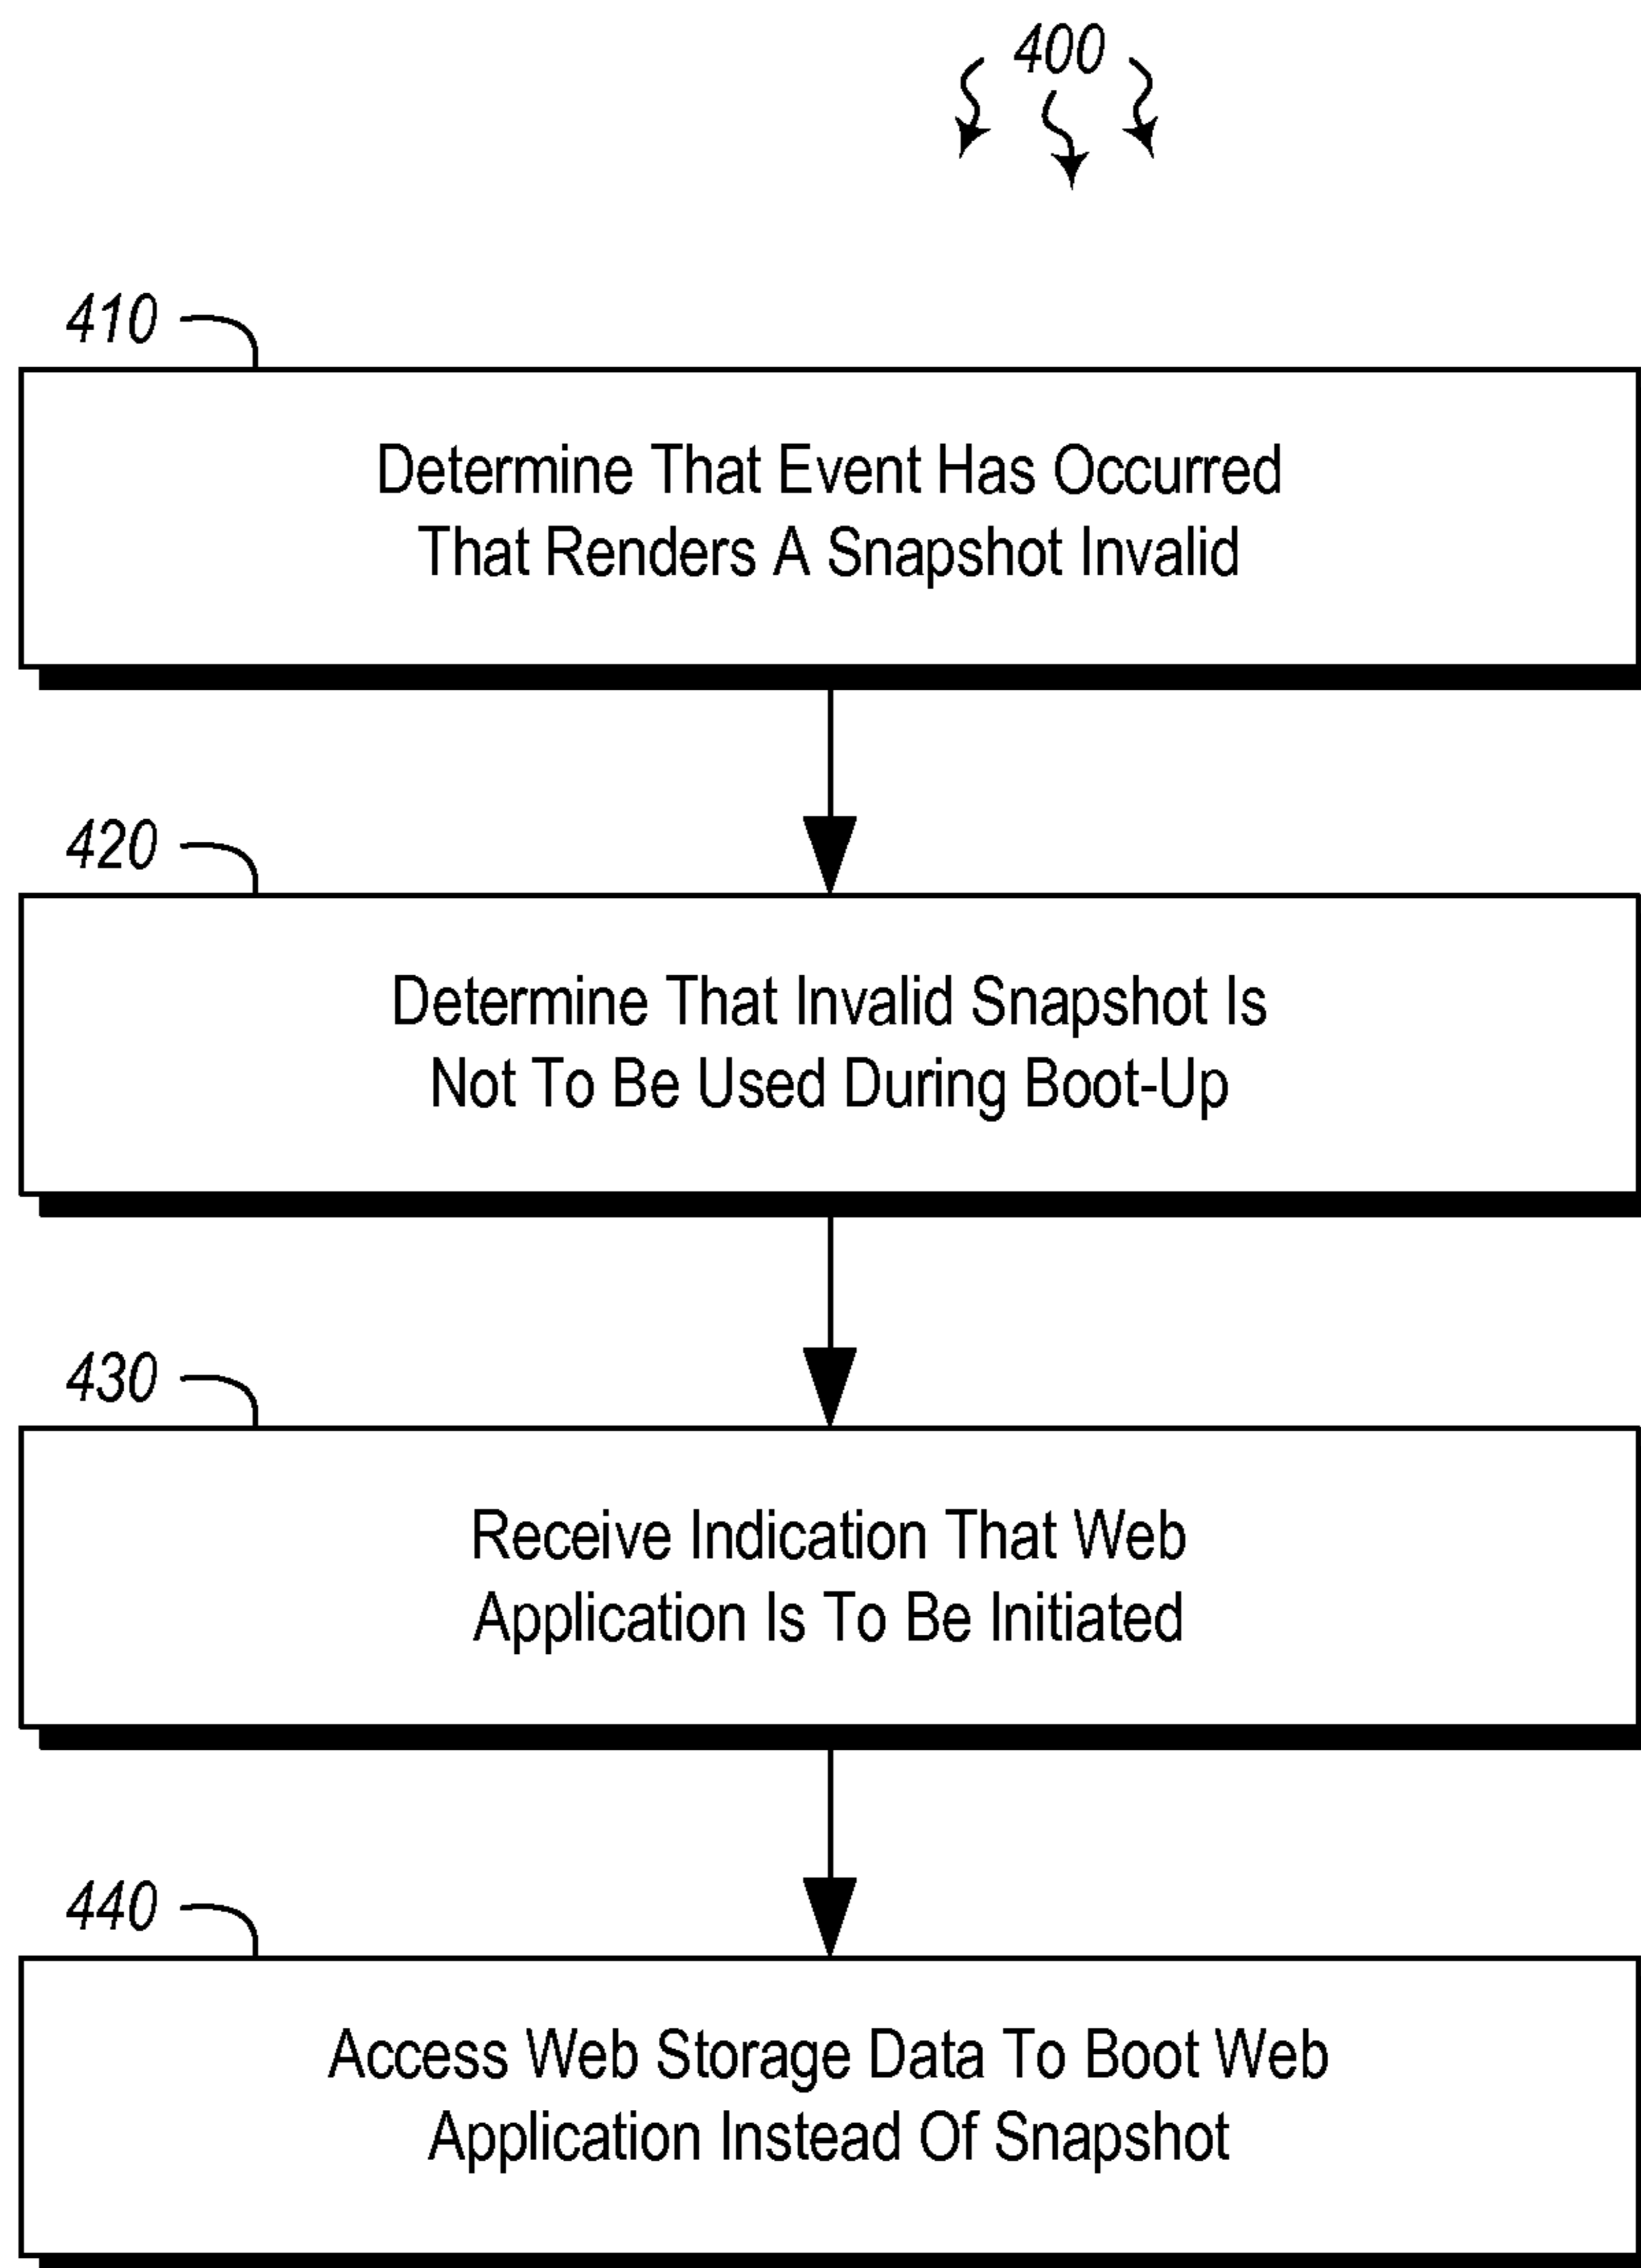 400
410
Determine That Event Has Occurred
That Renders A Snapshot Invalid
420
Determine That Invalid Snapshot Is
Not To Be Used During Boot-Up
430
Receive Indication That Web
Application Is To Be Initiated
440
Access Web Storage Data To Boot Web
Application Instead Of Snapshot